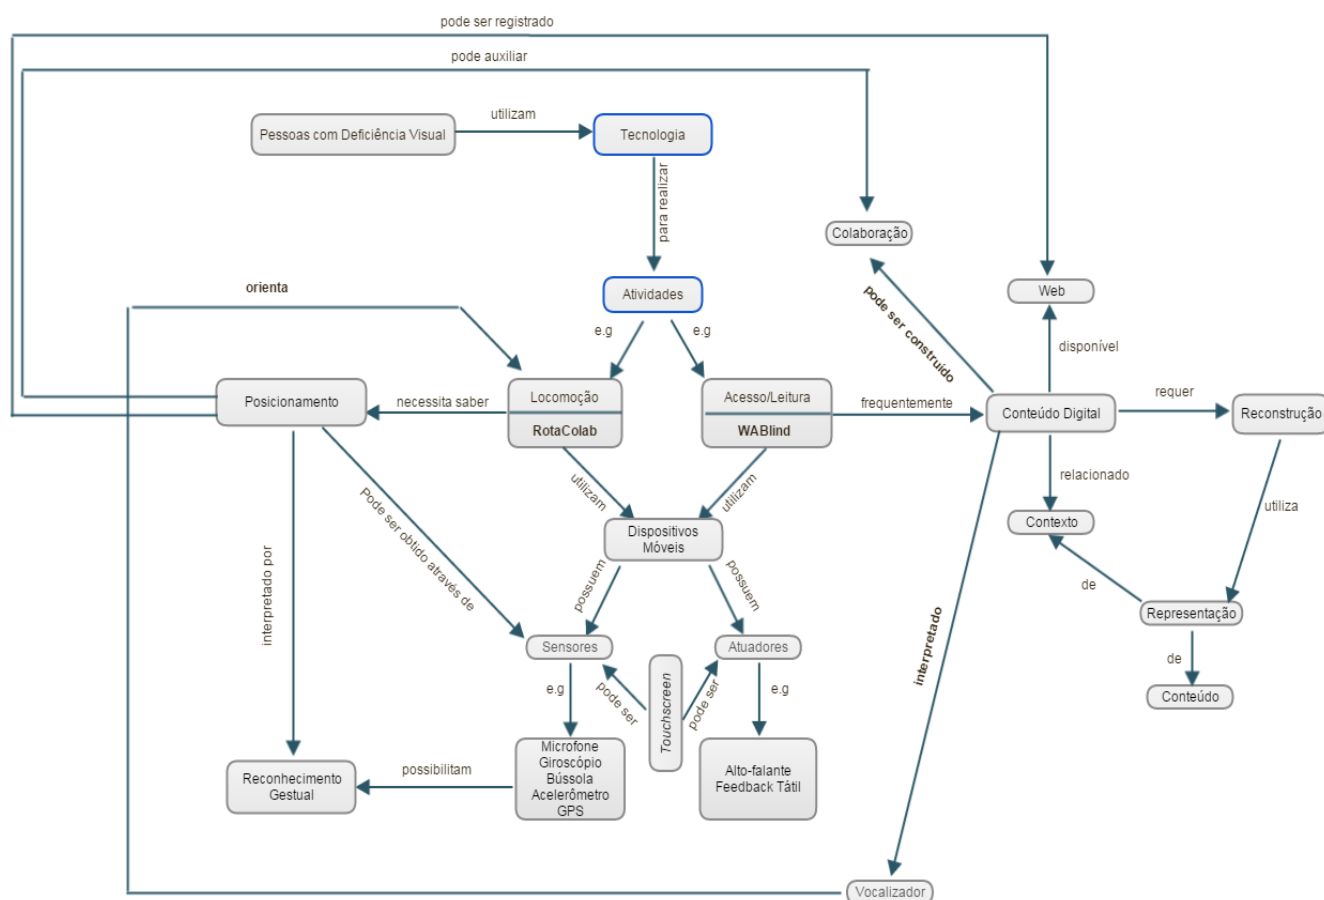 pode ser registrado
pode auxiliar
utilizam
Pessoas com Deficiência Visual
Tecnologia
para realizar
Colaboração
orienta
Atividades
Web
pode ser construído
e.g
e.g
disponível
Posicionamento
necessita saber
Locomoção
RotaColab
Acesso/Leitura
WABlind
frequentemente
Conteúdo Digital
requer
Reconstrução
utilizam
utilizam
relacionado
utiliza
Pode ser obtido através de
Dispositivos
Móveis
Contexto
interpretado por
possuem
possuem
de
Representação
interpretado
Sensores
Atuadores
de
Touchscreen
e.g
pode ser
pode ser
e.g
Conteúdo
Reconhecimento
Gestual
possibilitam
Microfone
Giroscópio
Bússola
Acelerômetro
GPS
Alto-falante
Feedback Tátil
Vocalizador